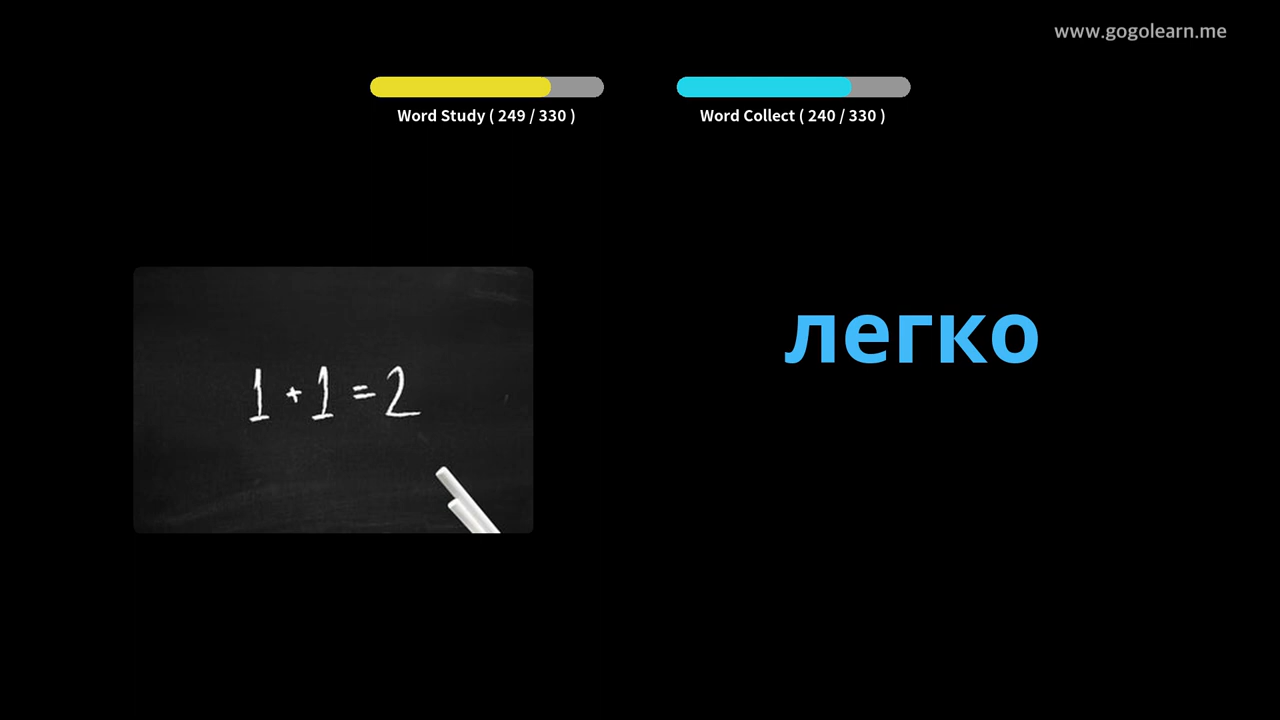 www.gogolearn.me
Word Study ( 249 / 330 )
Word Collect ( 240 / 330 )
легко
1 + 1 = 2